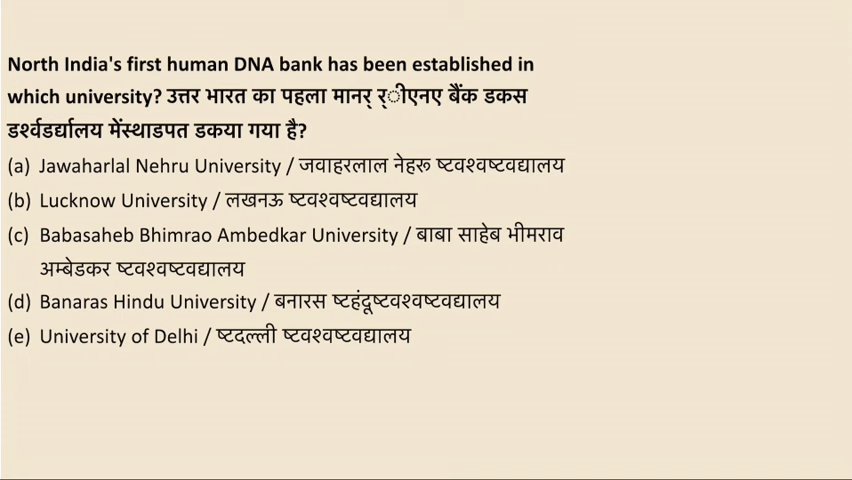 North India's first human DNA bank has been established in
which university? उत्तर भारत का पहला मानर् र्ीएनए बैंक डकस
डर्श्वडर्द्यालय मेंस्थाडपत डकया गया है?
(a) Jawaharlal Nehru University / जवाहरलाल नेहरू ष्टवश्वष्टवद्यालय
(b) Lucknow University / लखनऊ ष्टवश्वष्टवद्यालय
(c) Babasaheb Bhimrao Ambedkar University / बाबा साहेब भीमराव
अम्बेडकर ष्टवश्वष्टवद्यालय
(d) Banaras Hindu University / बनारस ष्टहंदूष्टवश्वष्टवद्यालय
(e) University of Delhi / ष्टदल्ली ष्टवश्वष्टवद्यालय